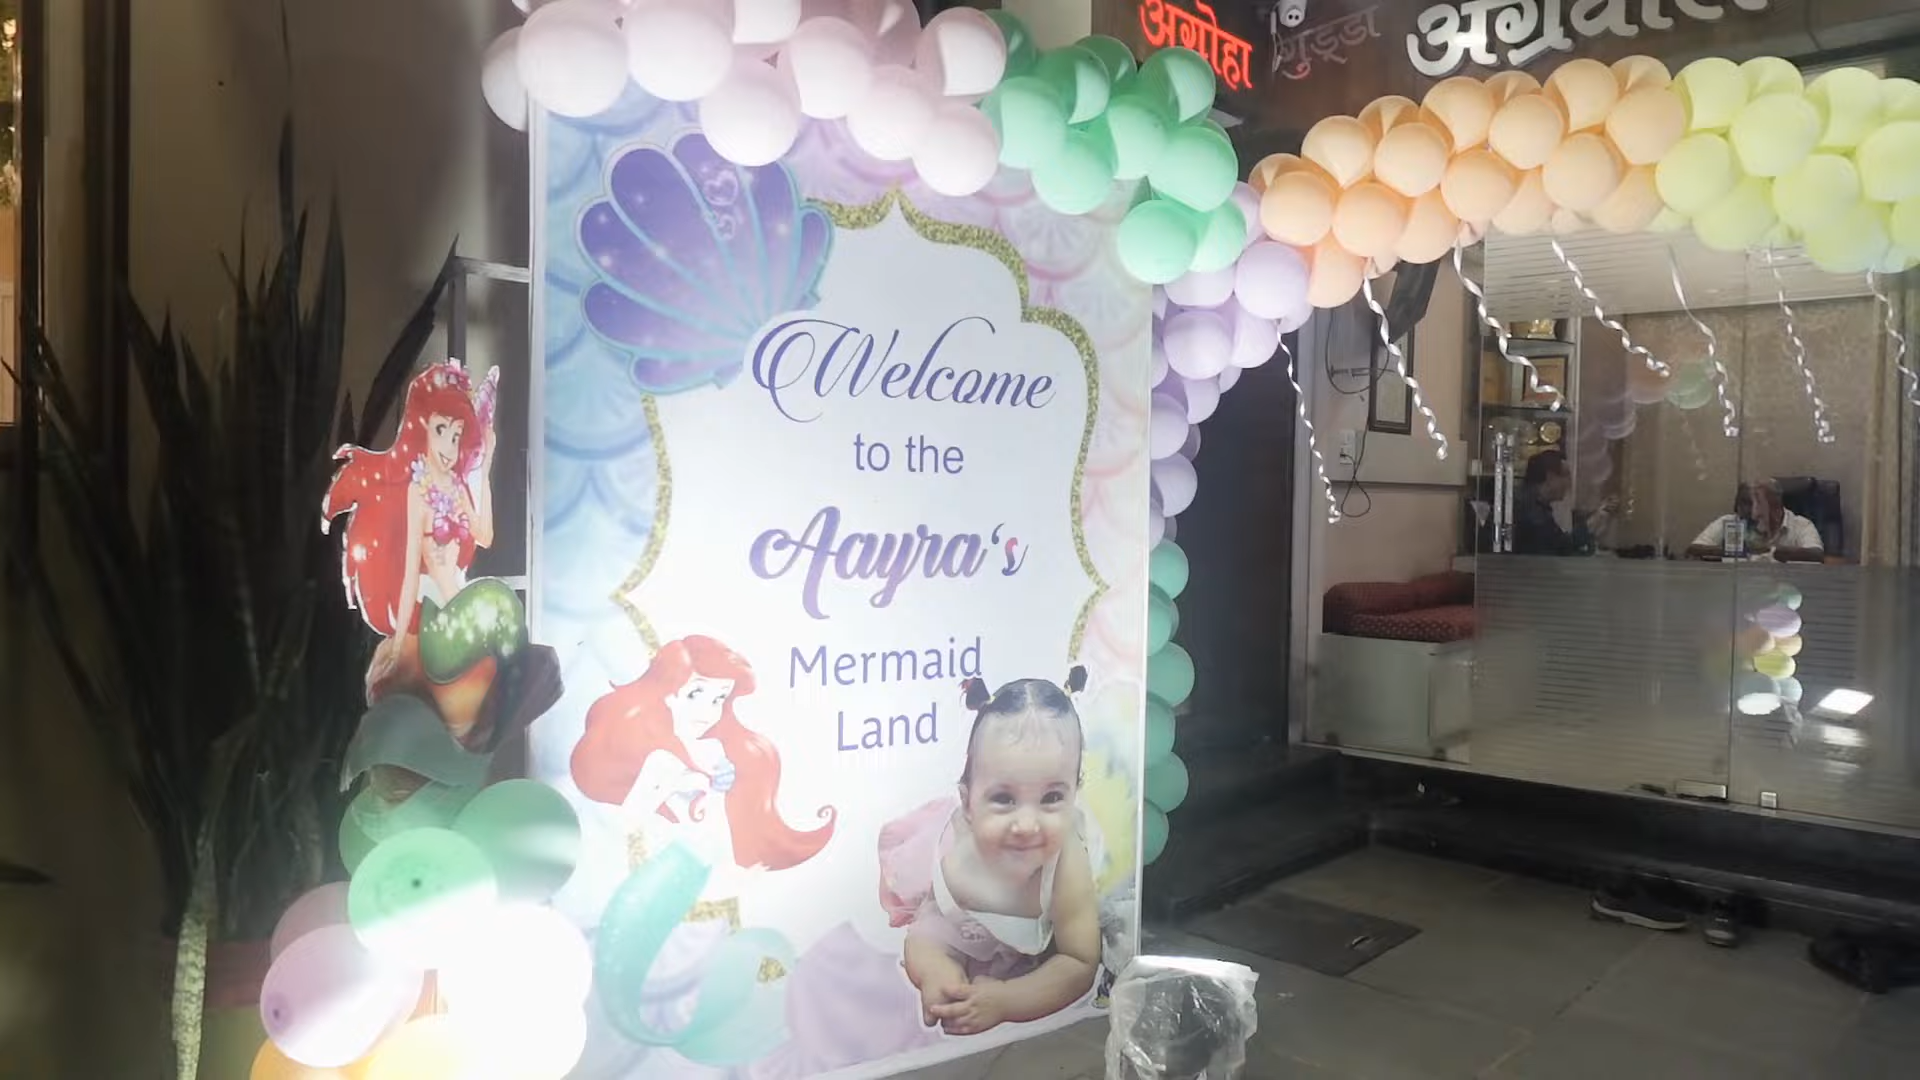 अग्रोहा
गुड्डा
अग्रवाल
Welcome
to the
Aayra‘s
Mermaid
Land